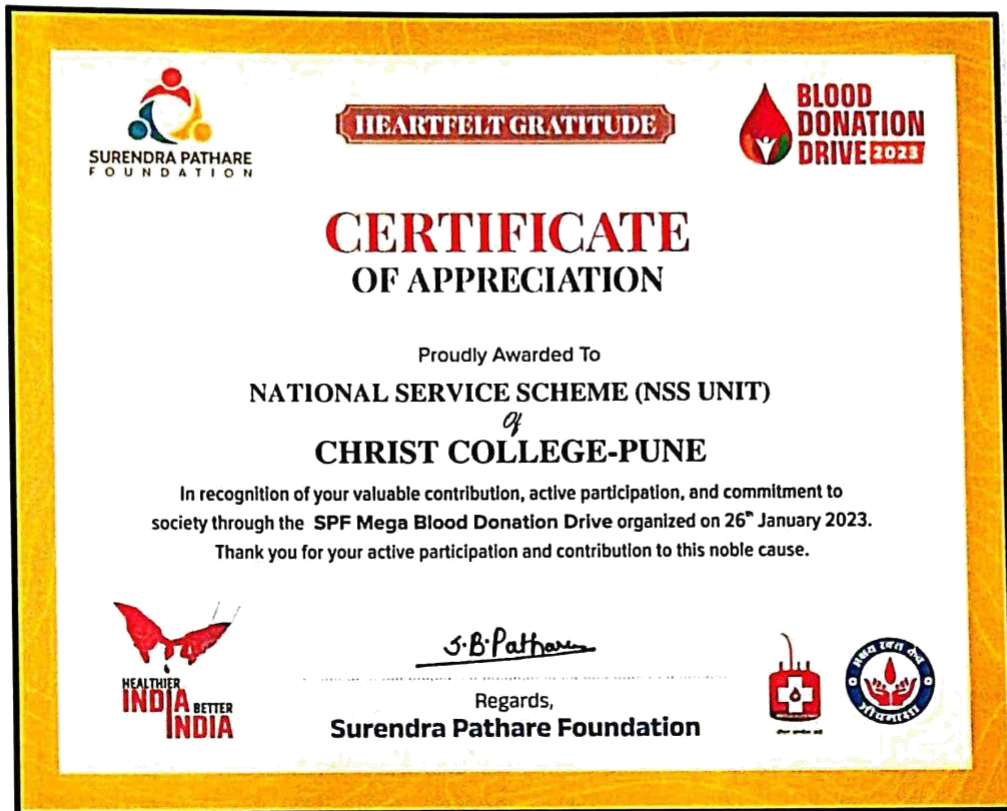 SURENDRA PATHARE
FOUNDATION
HEARTFELT GRATITUDE
BLOOD
DONATION
DRIVE 2023
CERTIFICATE
OF APPRECIATION
Proudly Awarded To
NATIONAL SERVICE SCHEME (NSS UNIT)
of
CHRIST COLLEGE-PUNE
In recognition of your valuable contribution, active participation, and commitment to
society through the SPF Mega Blood Donation Drive organized on 26th January 2023.
Thank you for your active participation and contribution to this noble cause.
HEALTHIER
INDIA BETTER
INDIA
S.B.Pathare
Regards,
Surendra Pathare Foundation